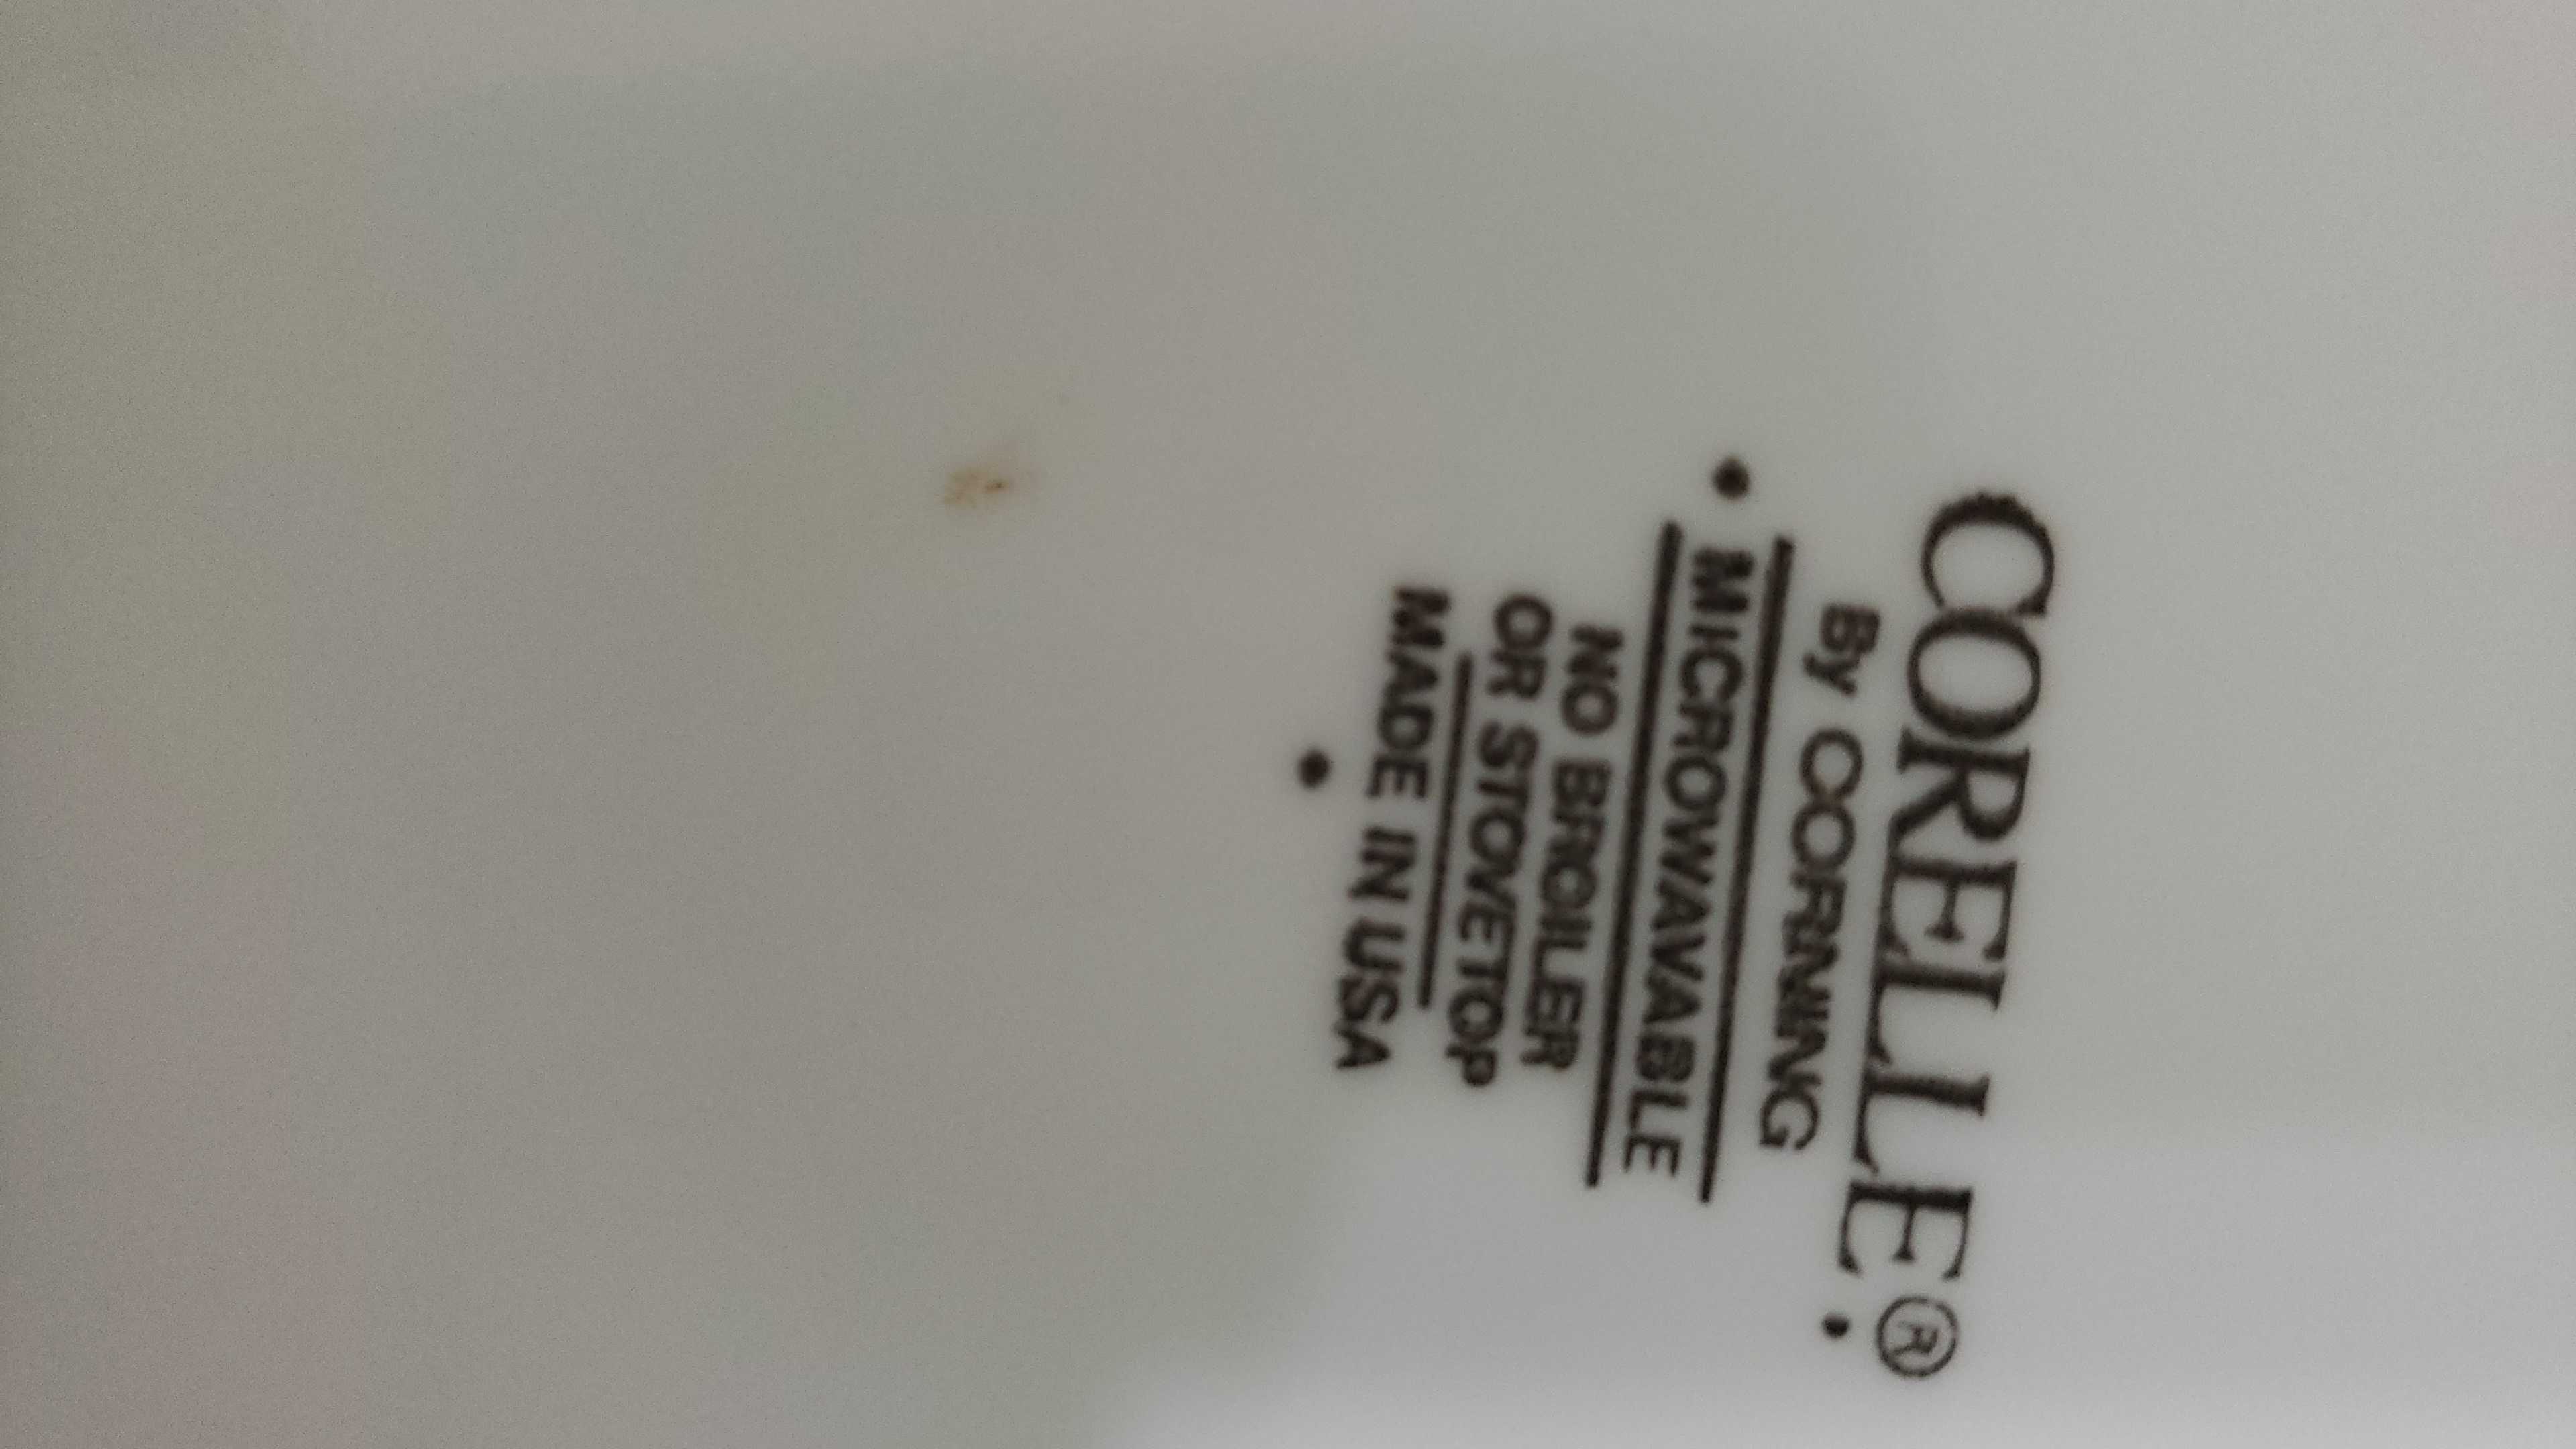 CORELLE®
By CORNING
MICROWAVABLE
NO BROILER
OR STOVETOP
MADE IN USA